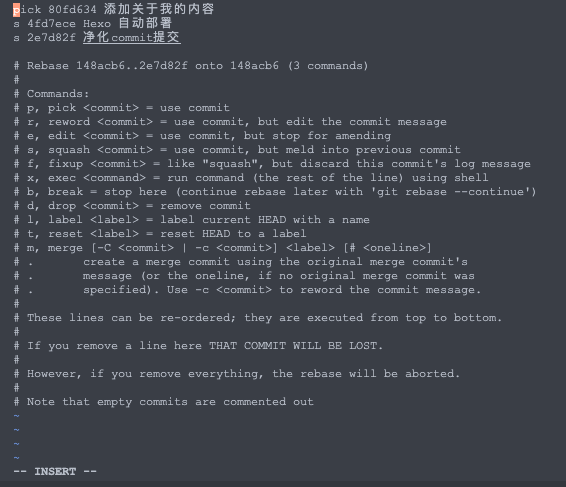 pick 80fd634 添加关于我的内容
s 4fd7ece Hexo 自动部署
s 2e7d82f 净化commit提交

# Rebase 148acb6..2e7d82f onto 148acb6 (3 commands)
#
# Commands:
# p, pick <commit> = use commit
# r, reword <commit> = use commit, but edit the commit message
# e, edit <commit> = use commit, but stop for amending
# s, squash <commit> = use commit, but meld into previous commit
# f, fixup <commit> = like "squash", but discard this commit's log message
# x, exec <command> = run command (the rest of the line) using shell
# b, break = stop here (continue rebase later with 'git rebase --continue')
# d, drop <commit> = remove commit
# l, label <label> = label current HEAD with a name
# t, reset <label> = reset HEAD to a label
# m, merge [-C <commit> | -c <commit>] <label> [# <oneline>]
# .       create a merge commit using the original merge commit's
# .       message (or the oneline, if no original merge commit was
# .       specified). Use -c <commit> to reword the commit message.
#
# These lines can be re-ordered; they are executed from top to bottom.
#
# If you remove a line here THAT COMMIT WILL BE LOST.
#
# However, if you remove everything, the rebase will be aborted.
#
# Note that empty commits are commented out
~
~
~
~
-- INSERT --